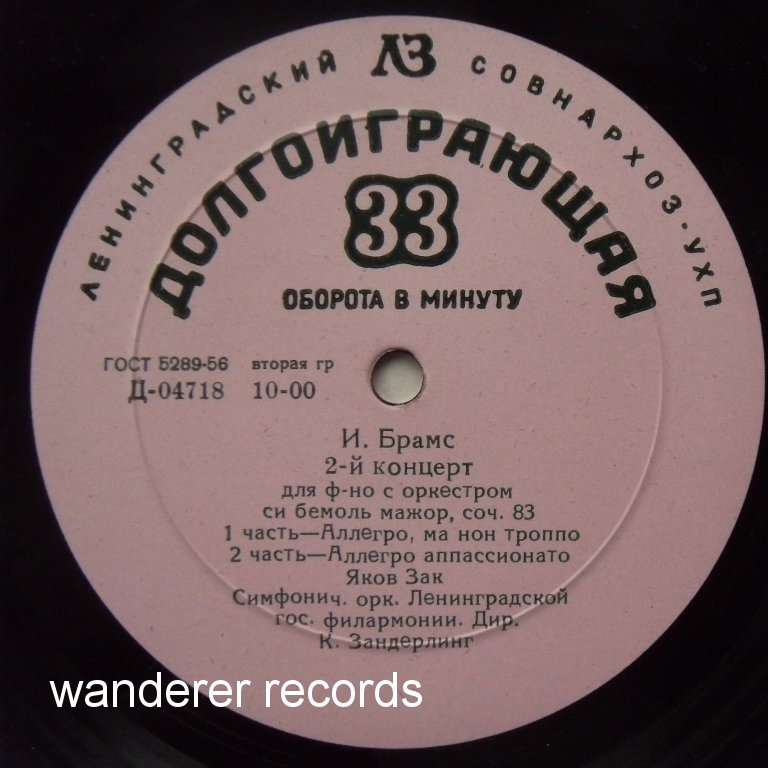 ЛЕНИНГРАДСКИЙ ЛЗ СОВНАРХОЗ-УХП
ДОЛГОИГРАЮЩАЯ
33
ОБОРОТА В МИНУТУ
ГОСТ 5289-56 вторая гр
Д-04718 10-00
И. Брамс
2-й концерт
для ф-но с оркестром
си бемоль мажор, соч. 83
1 часть—Аллегро, ма нон троппо
2 часть—Аллегро аппассионато
Яков Зак
Симфонич. орк. Ленинградской
гос. филармонии. Дир.
К. Зандерлинг
wanderer records